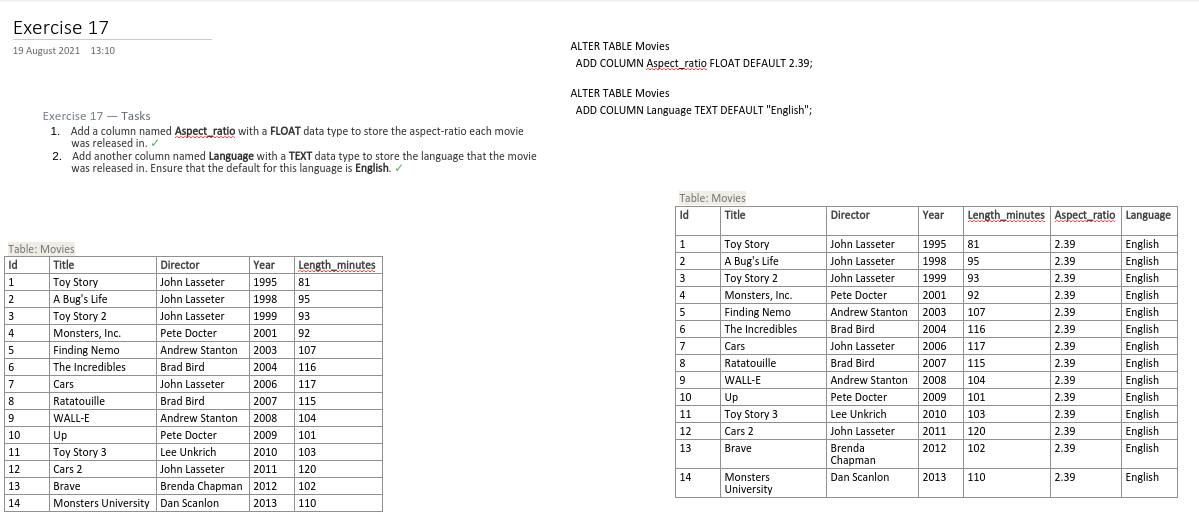 Exercise 17
19 August 2021 13:10
Exercise 17 — Tasks
1. Add a column named Aspect_ratio with a FLOAT data type to store the aspect-ratio each movie
was released in. ✓
2. Add another column named Language with a TEXT data type to store the language that the movie
was released in. Ensure that the default for this language is English. ✓
Table: Movies
Id Title Director Year Length_minutes
1 Toy Story John Lasseter 1995 81
2 A Bug's Life John Lasseter 1998 95
3 Toy Story 2 John Lasseter 1999 93
4 Monsters, Inc. Pete Docter 2001 92
5 Finding Nemo Andrew Stanton 2003 107
6 The Incredibles Brad Bird 2004 116
7 Cars John Lasseter 2006 117
8 Ratatouille Brad Bird 2007 115
9 WALL-E Andrew Stanton 2008 104
10 Up Pete Docter 2009 101
11 Toy Story 3 Lee Unkrich 2010 103
12 Cars 2 John Lasseter 2011 120
13 Brave Brenda Chapman 2012 102
14 Monsters University Dan Scanlon 2013 110
ALTER TABLE Movies
ADD COLUMN Aspect_ratio FLOAT DEFAULT 2.39;
ALTER TABLE Movies
ADD COLUMN Language TEXT DEFAULT "English";
Table: Movies
Id Title Director Year Length_minutes Aspect_ratio Language
1 Toy Story John Lasseter 1995 81 2.39 English
2 A Bug's Life John Lasseter 1998 95 2.39 English
3 Toy Story 2 John Lasseter 1999 93 2.39 English
4 Monsters, Inc. Pete Docter 2001 92 2.39 English
5 Finding Nemo Andrew Stanton 2003 107 2.39 English
6 The Incredibles Brad Bird 2004 116 2.39 English
7 Cars John Lasseter 2006 117 2.39 English
8 Ratatouille Brad Bird 2007 115 2.39 English
9 WALL-E Andrew Stanton 2008 104 2.39 English
10 Up Pete Docter 2009 101 2.39 English
11 Toy Story 3 Lee Unkrich 2010 103 2.39 English
12 Cars 2 John Lasseter 2011 120 2.39 English
13 Brave Brenda 2012 102 2.39 English
Chapman
14 Monsters Dan Scanlon 2013 110 2.39 English
University